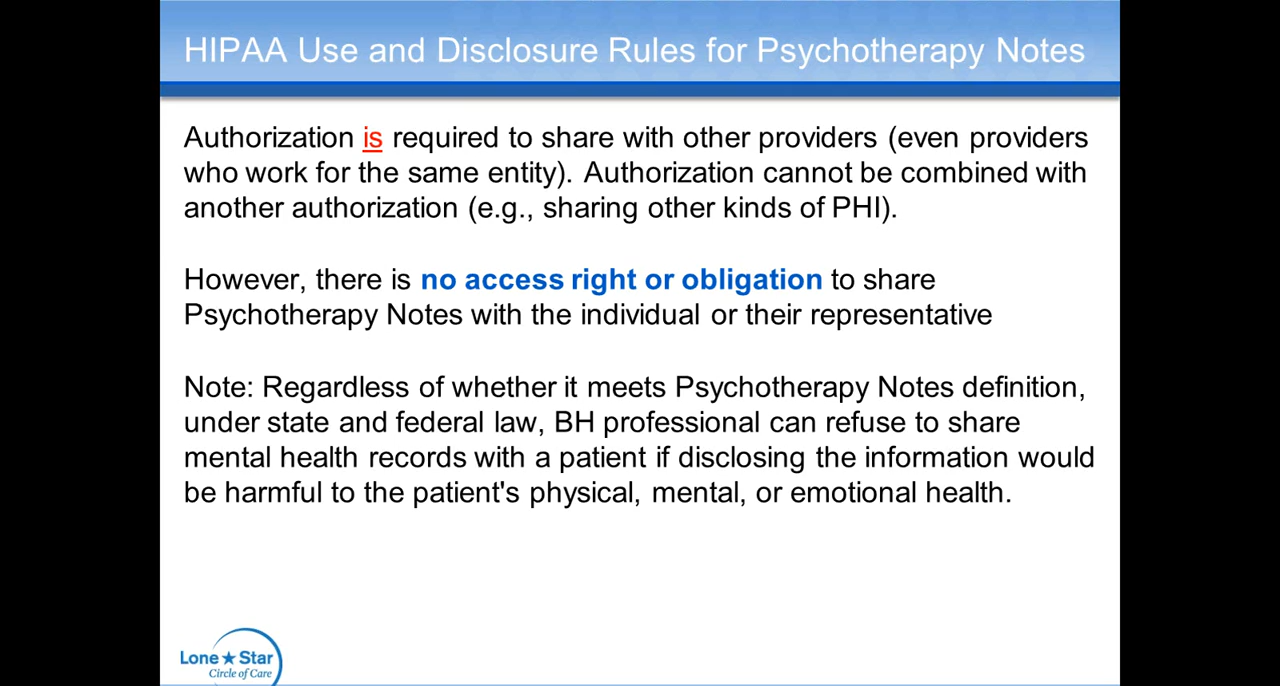 HIPAA Use and Disclosure Rules for Psychotherapy Notes
Authorization is required to share with other providers (even providers
who work for the same entity). Authorization cannot be combined with
another authorization (e.g., sharing other kinds of PHI).
However, there is no access right or obligation to share
Psychotherapy Notes with the individual or their representative
Note: Regardless of whether it meets Psychotherapy Notes definition,
under state and federal law, BH professional can refuse to share
mental health records with a patient if disclosing the information would
be harmful to the patient's physical, mental, or emotional health.
Lone★Star
Circle of Care